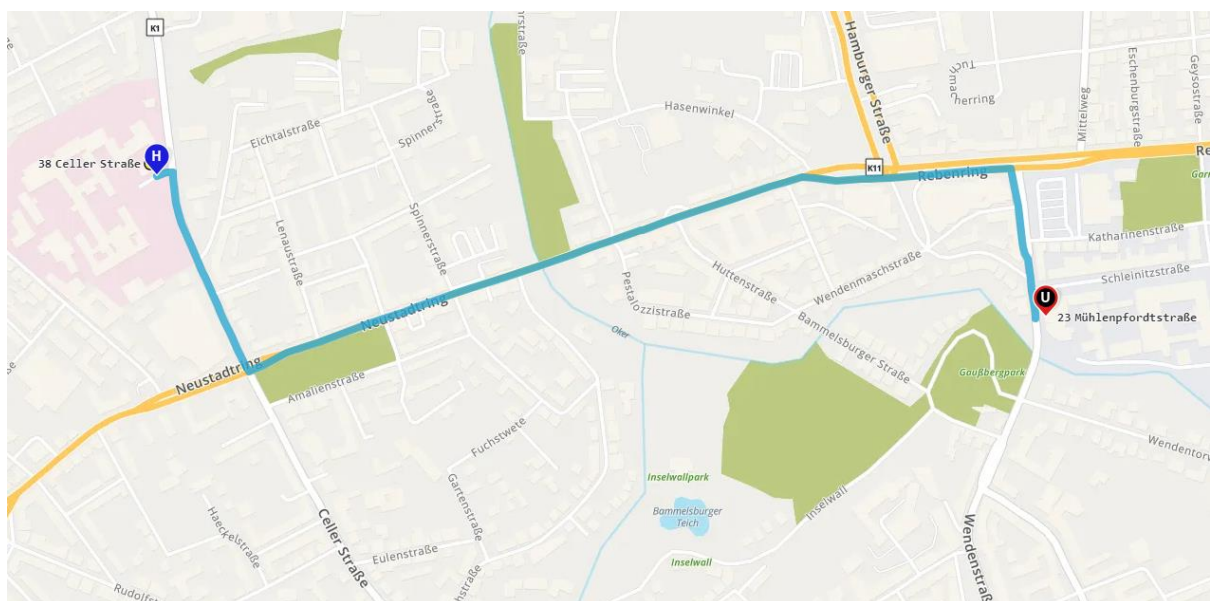 K1
Hamburger Straße
Tuchmacherring
Mittelweg
Eschenburgstraße
Geysostraße
Hasenwinkel
Spinnerstraße
Eichtalstraße
38 Celler Straße
H
K11
Rebenring
Lenaustraße
Spinnerstraße
Katharinenstraße
Huttenstraße
Wendenmaschstraße
Schleinitzstraße
Pestalozzistraße
U
23 Mühlenpfordtstraße
Neustadtring
Oker
Bammelsburger Straße
Neustadtring
Gaußbergpark
Amalienstraße
Fuchstwete
Inselwallpark
Gartenstraße
Inselwall
Bammelsburger
Teich
Haeckelstraße
Celler Straße
Eulenstraße
Inselwall
Wendenstraße